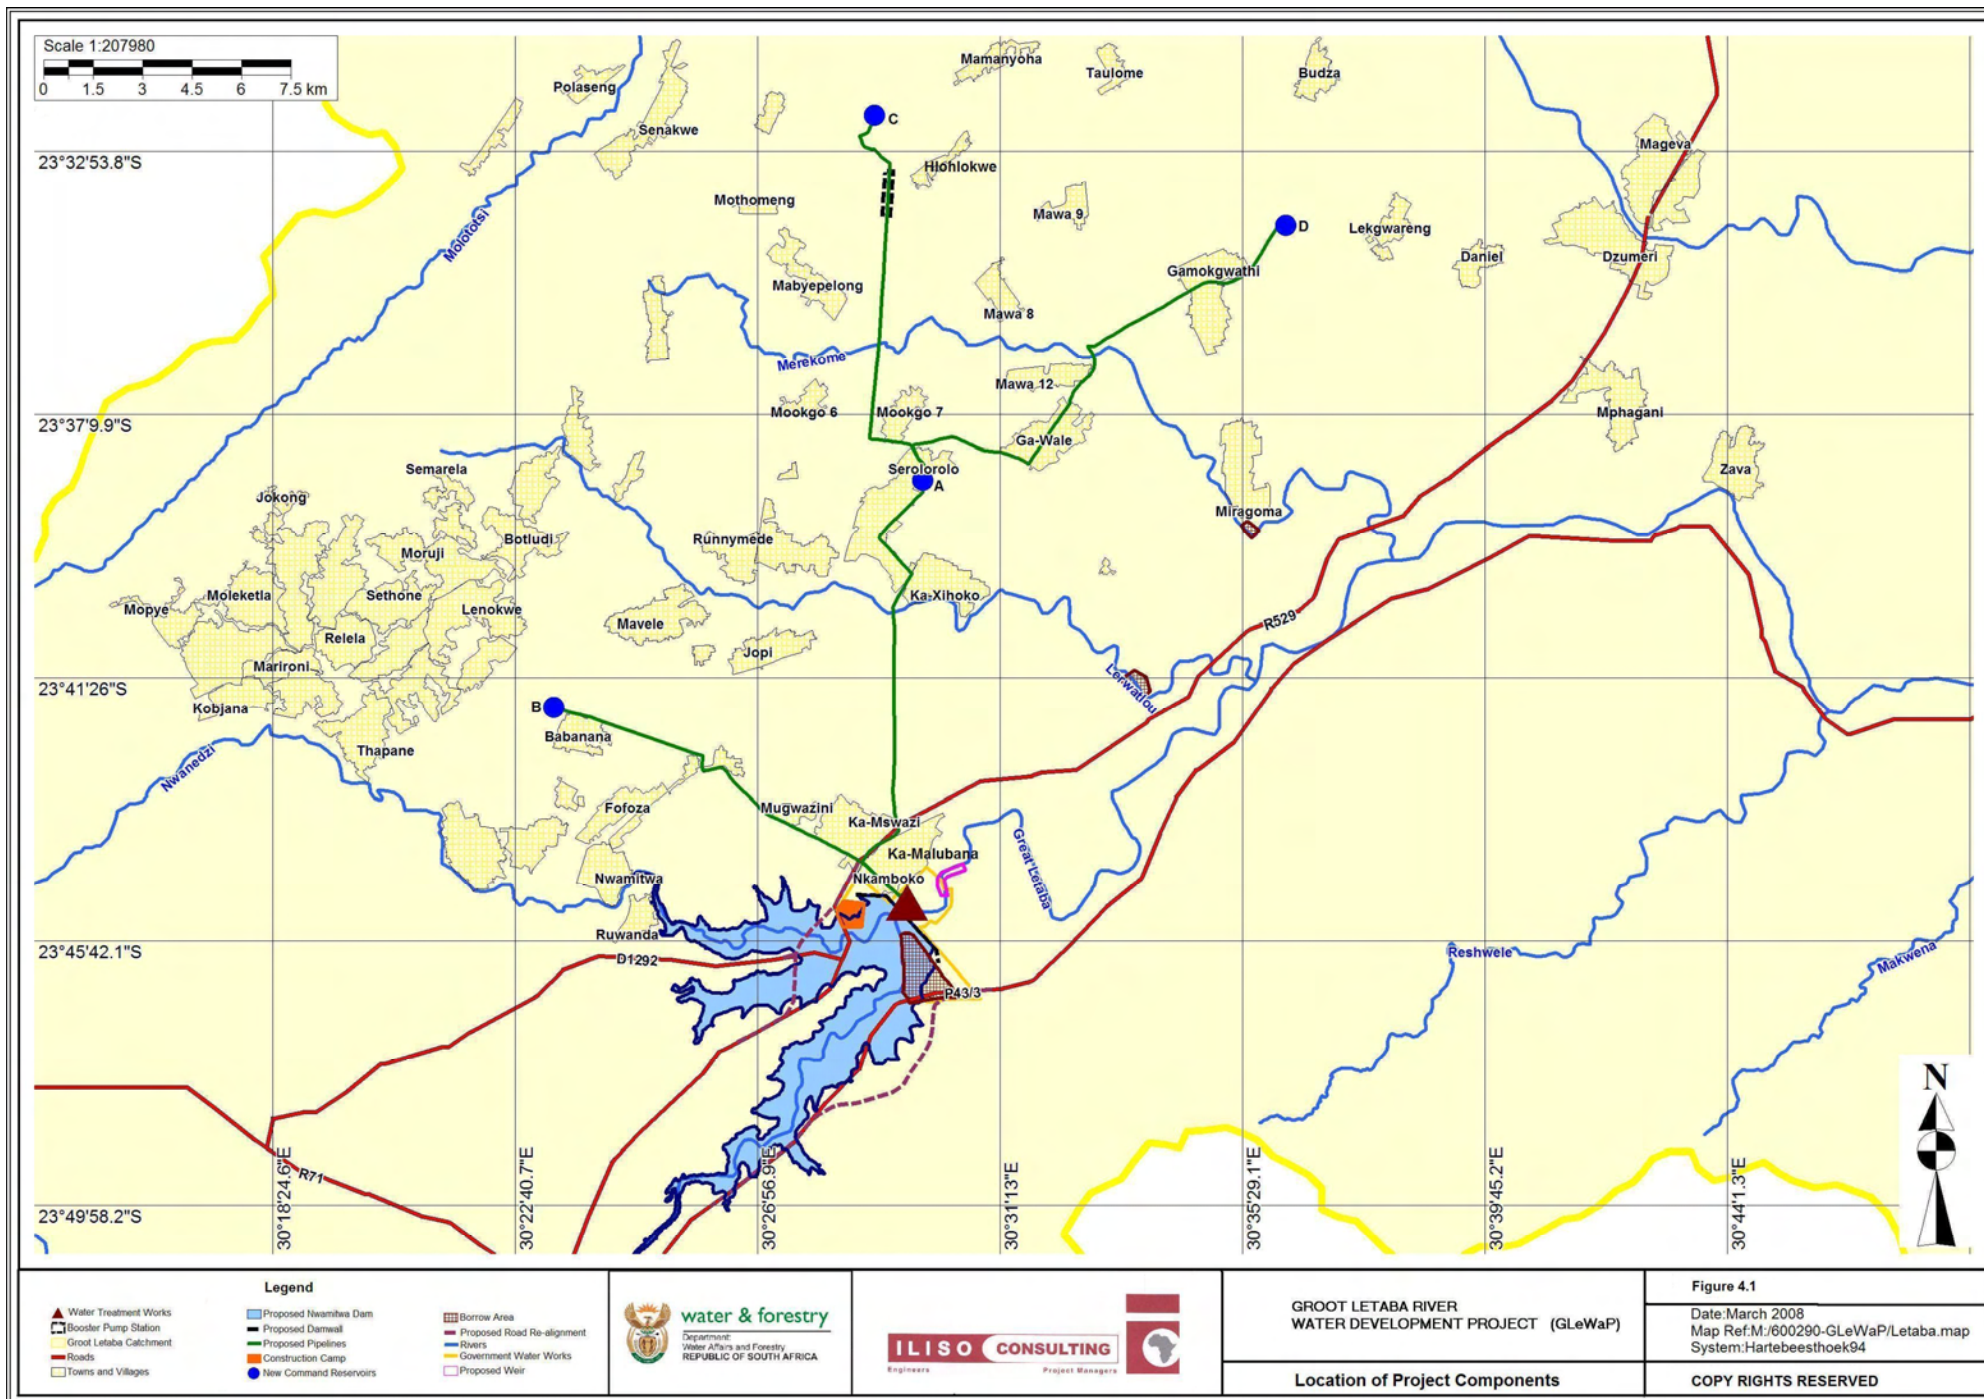 Scale 1:207980
0 1.5 3 4.5 6 7.5 km
Mamanyoha
Taulome
Budza
Polaseng
Senakwe
C
Mageva
23°32'53.8"S
Hlohlokwe
Mothomeng
Mawa 9
D
Lekgwareng
Molototsi
Daniel
Dzumeri
Gamokgwathi
Mabyepelong
Mawa 8
Merekome
Mawa 12
Mookgo 6
Mookgo 7
Mphagani
23°37'9.9"S
Ga-Wale
Semarela
Serolorolo
Zava
A
Jokong
Miragoma
Botludi
Runnymede
Moruji
Moleketla
Sethone
Ka-Xihoko
Mopye
Lenokwe
R529
Mavele
Relela
Jopi
Marironi
23°41'26"S
Lerwatlou
Kobjana
B
Babanana
Thapane
Nwanedzi
Fofoza
Mugwazini
Ka-Mswazi
Ka-Malubana
Great Letaba
Nwamitwa
Nkamboko
Ruwanda
23°45'42.1"S
D1292
Reshwele
Makwena
P43/3
N
R71
30°18'24.6"E
30°22'40.7"E
30°26'56.9"E
30°31'13"E
30°35'29.1"E
30°39'45.2"E
30°44'1.3"E
23°49'58.2"S
Legend
Water Treatment Works
Booster Pump Station
Groot Letaba Catchment
Roads
Towns and Villages
Proposed Nwamitwa Dam
Proposed Damwall
Proposed Pipelines
Construction Camp
New Command Reservoirs
Borrow Area
Proposed Road Re-alignment
Rivers
Government Water Works
Proposed Weir
water & forestry
Department:
Water Affairs and Forestry
REPUBLIC OF SOUTH AFRICA
ILISO CONSULTING
Engineers Project Managers
GROOT LETABA RIVER
WATER DEVELOPMENT PROJECT (GLeWaP)
Location of Project Components
Figure 4.1
Date:March 2008
Map Ref:M:/600290-GLeWaP/Letaba.map
System:Hartebeesthoek94
COPY RIGHTS RESERVED